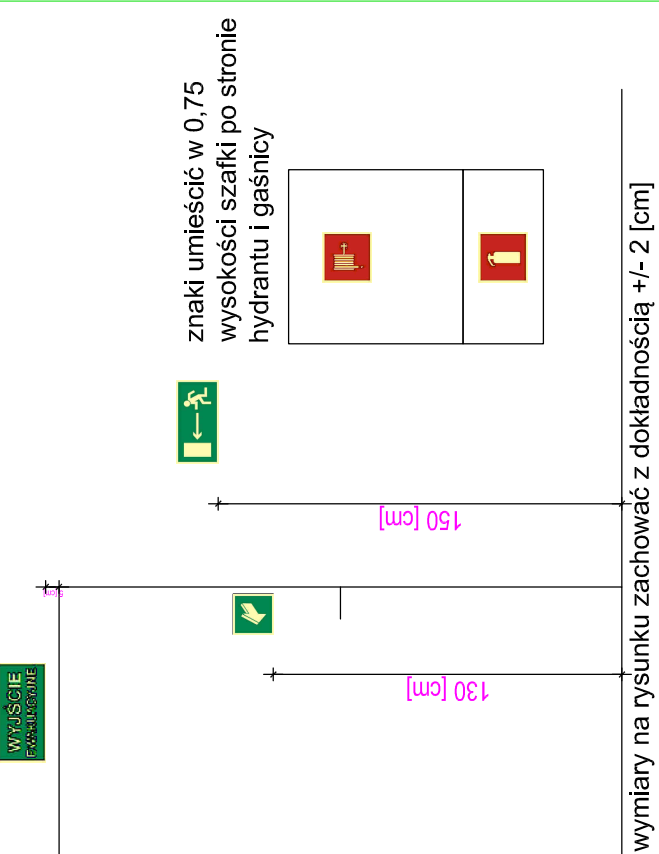 znaki umieścić w 0,75
wysokości szafki po stronie
hydrantu i gaśnicy
150 [cm]
WYJŚCIE
EWAKUACYJNE
130 [cm]
wymiary na rysunku zachować z dokładnością +/- 2 [cm]